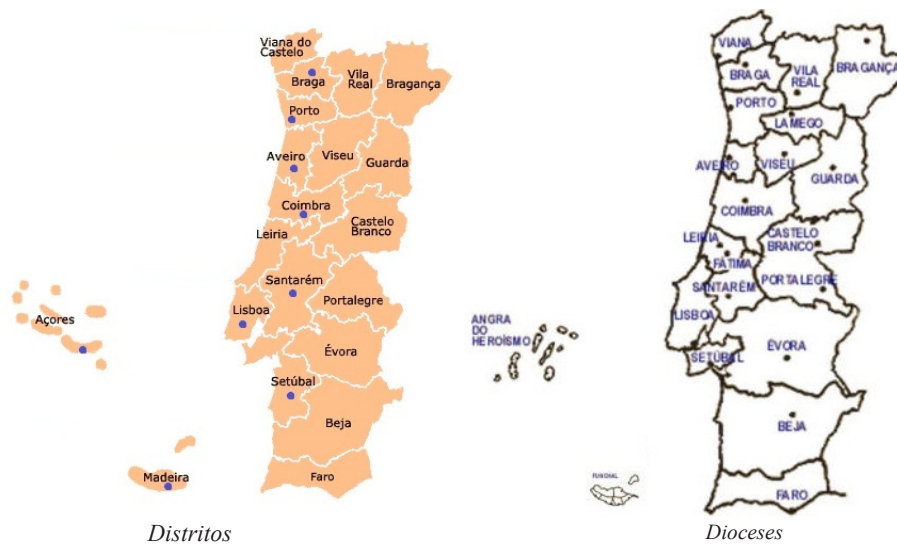 Viana do
Castelo
Braga
Vila
Real
Bragança
Porto
Aveiro
Viseu
Guarda
Coimbra
Castelo
Branco
Leiria
Santarém
Portalegre
Lisboa
Açores
Évora
Setúbal
Beja
Madeira
Faro
Distritos
VIANA
BRAGA
VILA
REAL
BRAGANÇA
PORTO
LAMEGO
AVEIRO
VISEU
GUARDA
COIMBRA
LEIRIA
FÁTIMA
CASTELO
BRANCO
PORTALEGRE
SANTARÉM
LISBOA
SETÚBAL
ÉVORA
ANGRA
DO
HEROÍSMO
BEJA
FUNCHAL
FARO
Dioceses